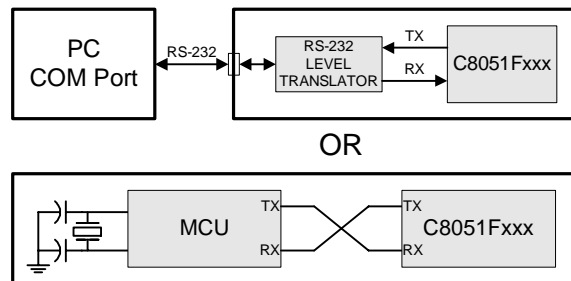 PC
COM Port
RS-232
RS-232
LEVEL
TRANSLATOR
TX
RX
C8051Fxxx
OR
MCU
TX
RX
TX
RX
C8051Fxxx